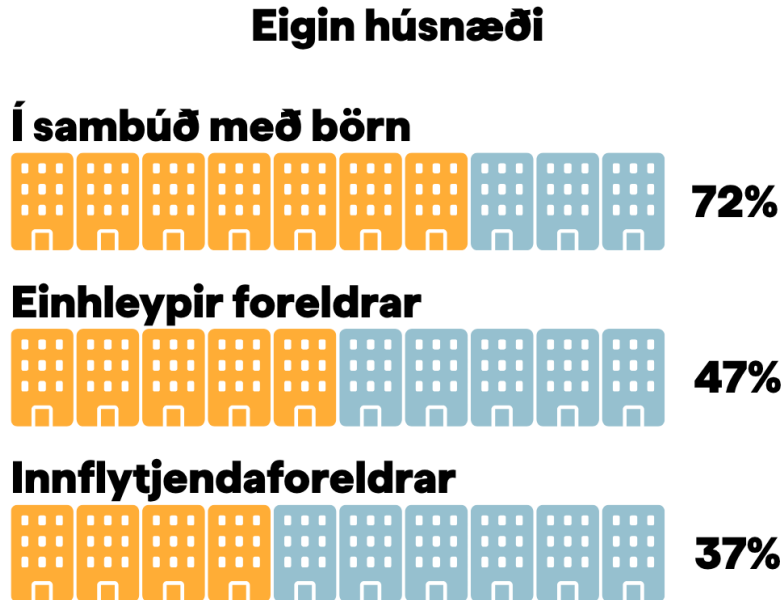 Eigin húsnæði
Í sambúð með börn
72%
Einhleypir foreldrar
47%
Innflytjendaforeldrar
37%